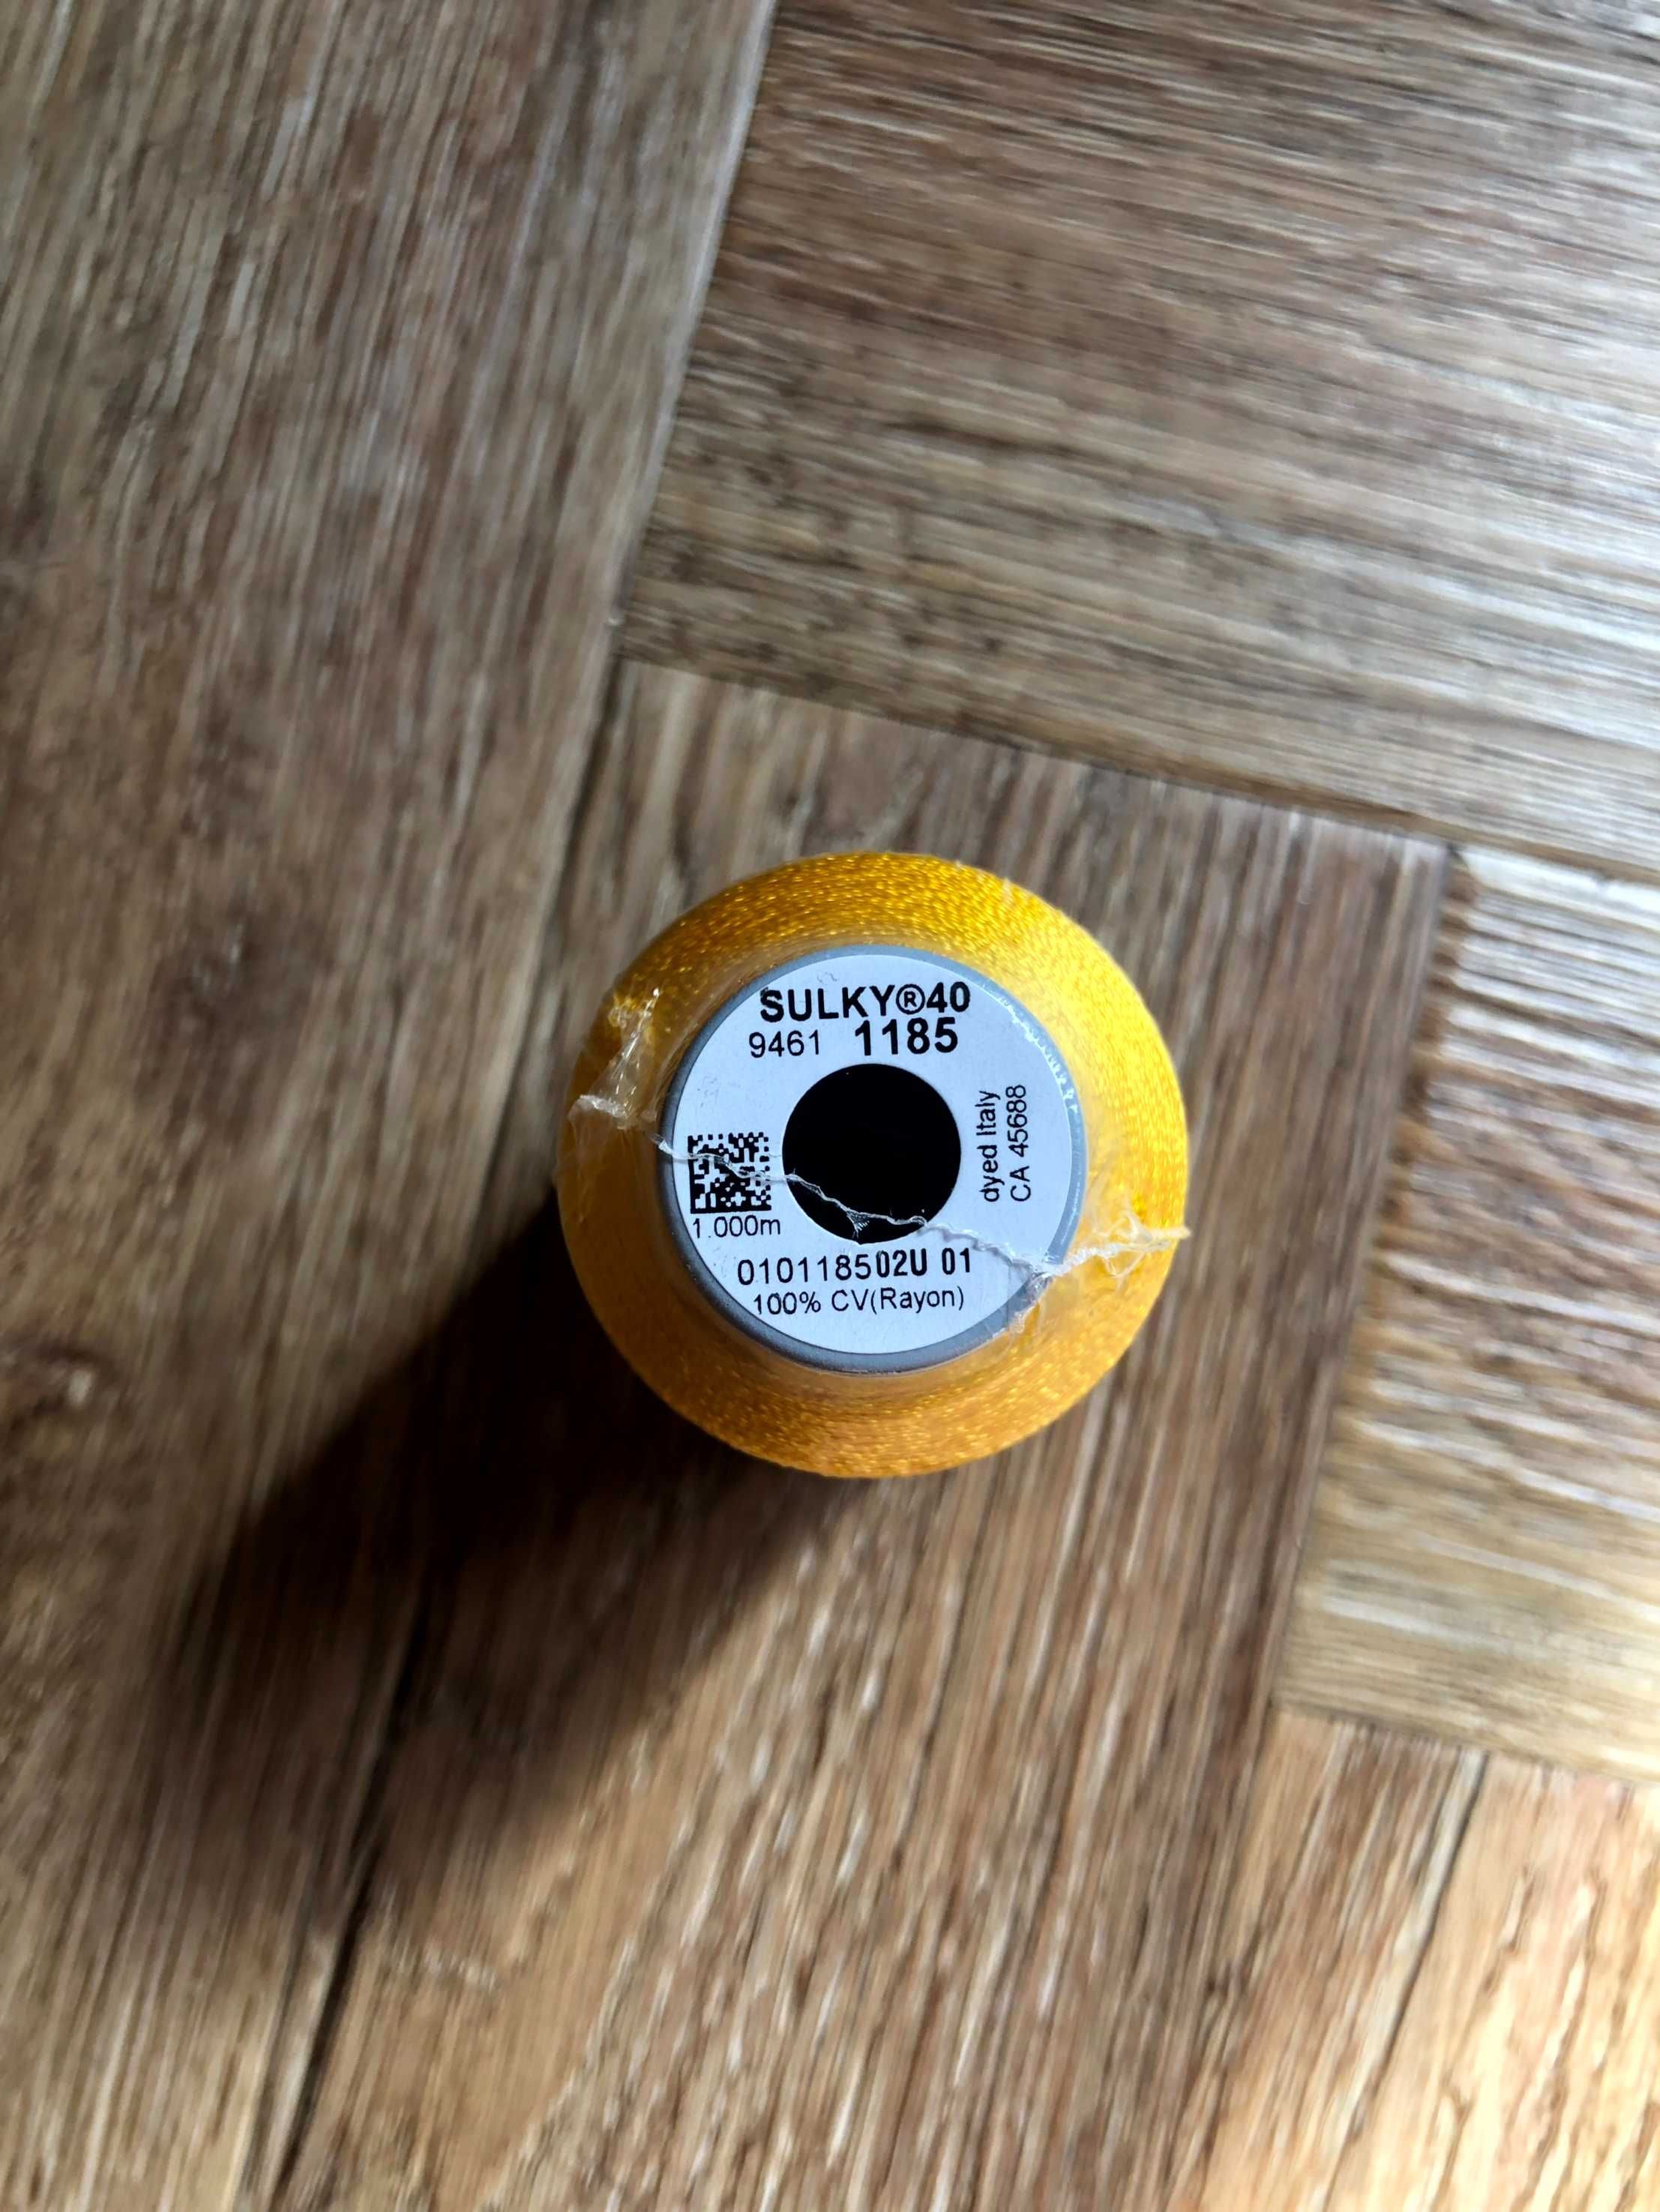 SULKY®40
9461 1185
dyed Italy
CA 45688
1.000m
010118502U 01
100% CV(Rayon)